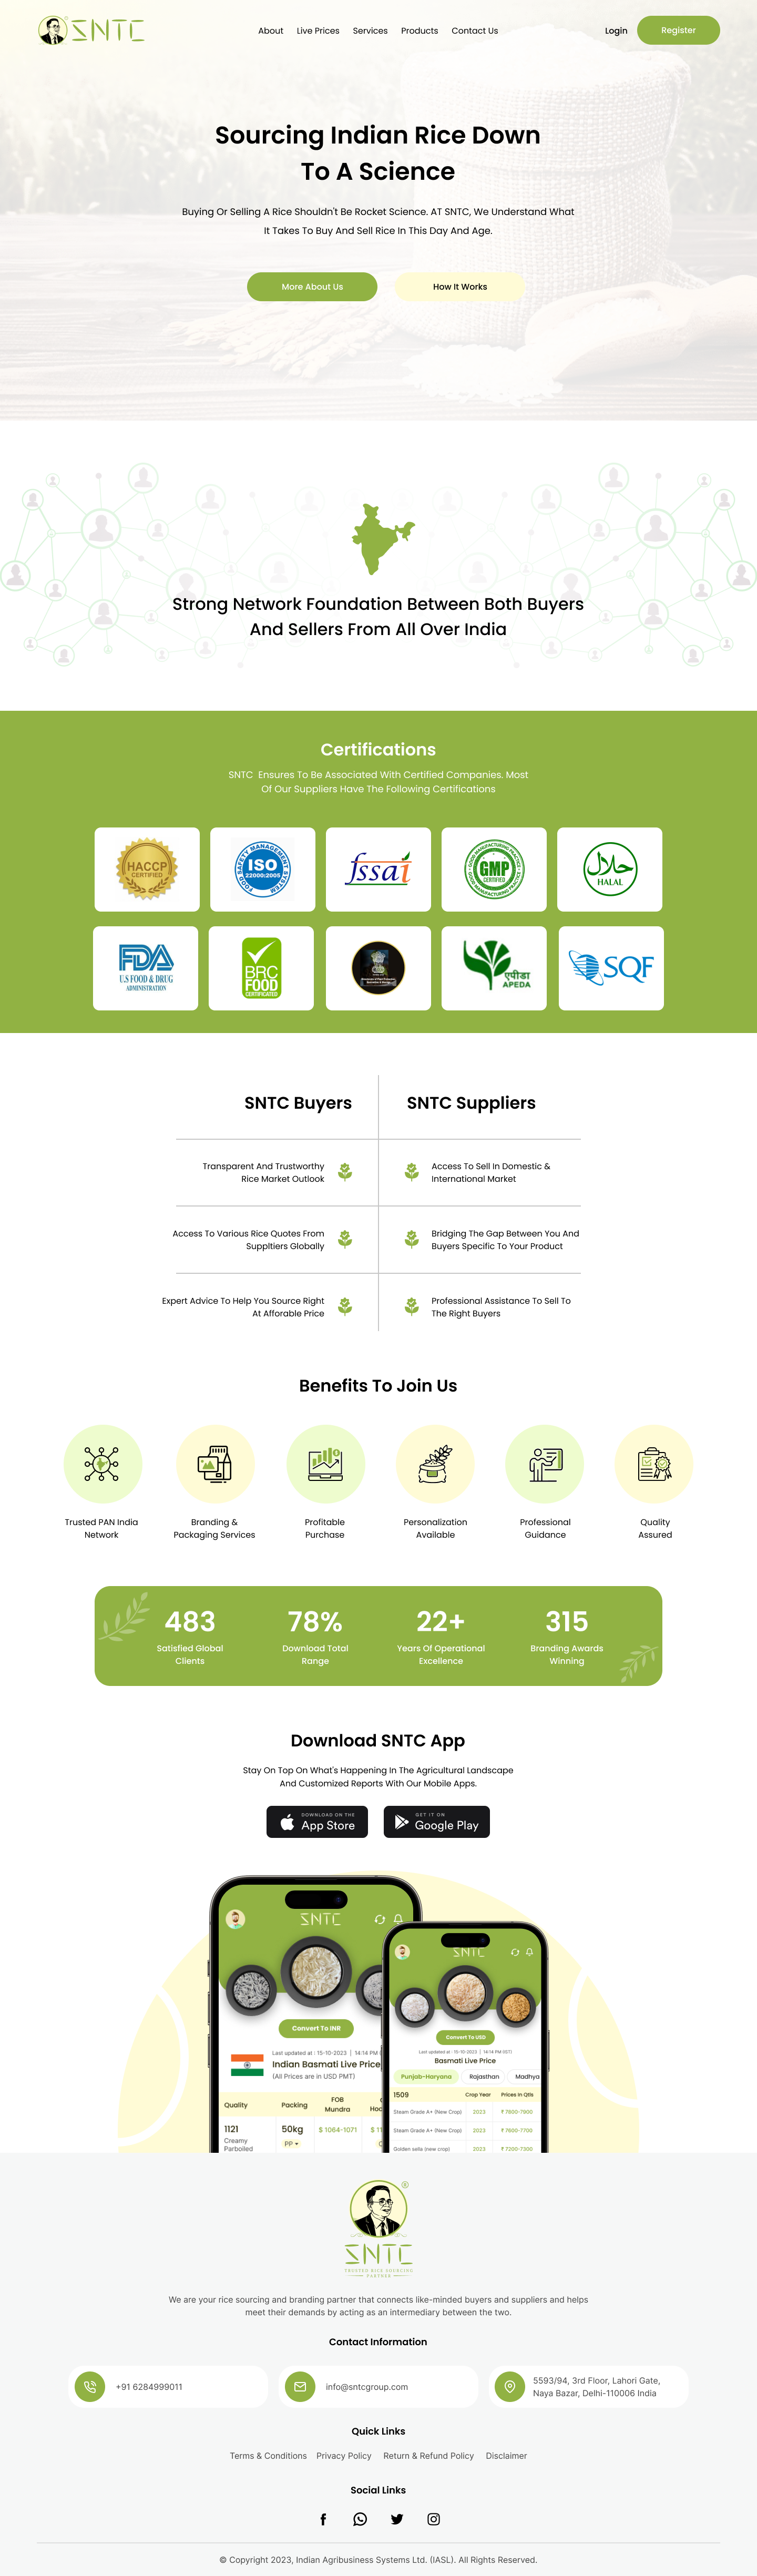 SNTC
About Live Prices Services Products Contact Us
Login
Register
Sourcing Indian Rice Down
To A Science
Buying Or Selling A Rice Shouldn't Be Rocket Science. AT SNTC, We Understand What
It Takes To Buy And Sell Rice In This Day And Age.
More About Us
How It Works
Strong Network Foundation Between Both Buyers
And Sellers From All Over India
Certifications
SNTC Ensures To Be Associated With Certified Companies. Most
Of Our Suppliers Have The Following Certifications
HACCP
CERTIFIED
FOOD SAFETY MANAGEMENT SYSTEM
ISO
22000:2005
fssai
GOOD MANUFACTURING PRACTICE
GMP
CERTIFIED
GOOD MANUFACTURING PRACTICE
حلال
HALAL
FDA
U.S FOOD & DRUG
ADMINISTRATION
BRC
FOOD
CERTIFICATED
एपीडा
APEDA
SQF
SNTC Buyers
SNTC Suppliers
Transparent And Trustworthy
Rice Market Outlook
Access To Sell In Domestic &
International Market
Access To Various Rice Quotes From
Suppltiers Globally
Bridging The Gap Between You And
Buyers Specific To Your Product
Expert Advice To Help You Source Right
At Afforable Price
Professional Assistance To Sell To
The Right Buyers
Benefits To Join Us
Trusted PAN India
Network
Branding &
Packaging Services
Profitable
Purchase
Personalization
Available
Professional
Guidance
Quality
Assured
483
Satisfied Global
Clients
78%
Download Total
Range
22+
Years Of Operational
Excellence
315
Branding Awards
Winning
Download SNTC App
Stay On Top On What's Happening In The Agricultural Landscape
And Customized Reports With Our Mobile Apps.
DOWNLOAD ON THE
App Store
GET IT ON
Google Play
SNTC
Convert To INR
Last updated at : 15-10-2023 | 14:14 PM
Indian Basmati Live Price
(All Prices are in USD PMT)
Quality Packing FOB
Mundra
1121
Creamy
Parboiled
50kg
PP
$ 1064-1071
SNTC
Convert To USD
Last updated at : 15-10-2023 | 14:14 PM (IST)
Basmati Live Price
Punjab-Haryana Rajasthan Madhya
1509 Crop Year Prices in Qtls
Steam Grade A+ (New Crop) 2023 ₹ 7800-7900
Steam Grade A+ (New Crop) 2023 ₹ 7600-7700
Golden sella (new crop) 2023 ₹ 7200-7300
®
SNTC
TRUSTED RICE SOURCING
PARTNER
We are your rice sourcing and branding partner that connects like-minded buyers and suppliers and helps
meet their demands by acting as an intermediary between the two.
Contact Information
+91 6284999011
info@sntcgroup.com
5593/94, 3rd Floor, Lahori Gate,
Naya Bazar, Delhi-110006 India
Quick Links
Terms & Conditions Privacy Policy Return & Refund Policy Disclaimer
Social Links
© Copyright 2023, Indian Agribusiness Systems Ltd. (IASL). All Rights Reserved.